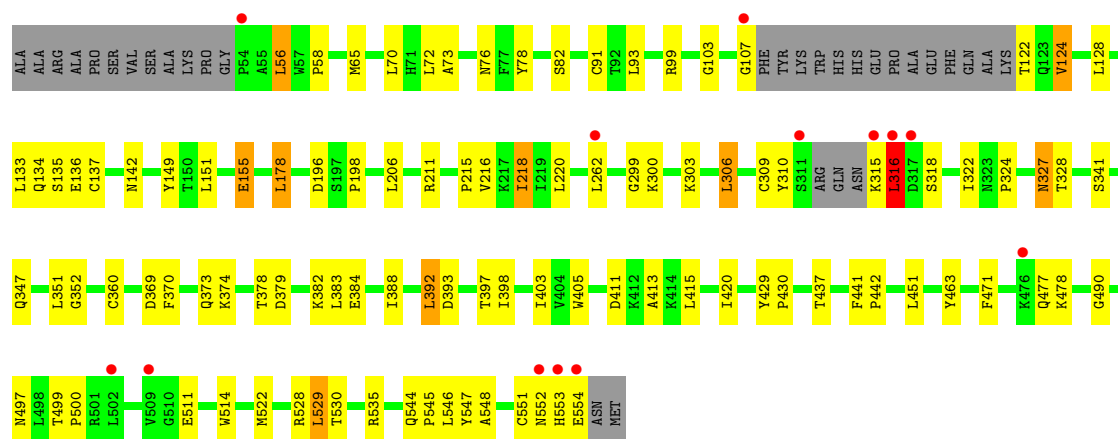 ALA ALA ARG ALA PRO SER VAL SER ALA LYS PRO GLY P54 A55 L56 W57 P58 M65 L70 H71 L72 A73 N76 F77 Y78 S82 C91 T92 L93 R99 G103 G107 PHE TYR LYS TRP HIS HIS GLU PRO ALA GLU PHE GLN ALA LYS T122 Q123 V124 L128
L133 Q134 S135 E136 C137 N142 Y149 T150 L151 E155 L178 D196 S197 P198 L206 R211 P215 V216 K217 I218 I219 L220 L262 G299 K300 K303 L306 C309 Y310 S311 ARG GLN ASN K315 L316 D317 S318 I322 N323 P324 N327 T328 S341
Q347 L351 G352 C360 D369 F370 Q373 K374 T378 D379 K382 L383 E384 I388 L392 D393 T397 I398 I403 V404 W405 D411 K412 A413 K414 L415 I420 Y429 P430 T437 F441 P442 L451 Y463 F471 K476 Q477 K478 G490
N497 L498 T499 P500 R501 L502 V509 G510 E511 W514 M522 R528 L529 T530 R535 Q544 P545 L546 Y547 A548 C551 N552 H553 E554 ASN MET